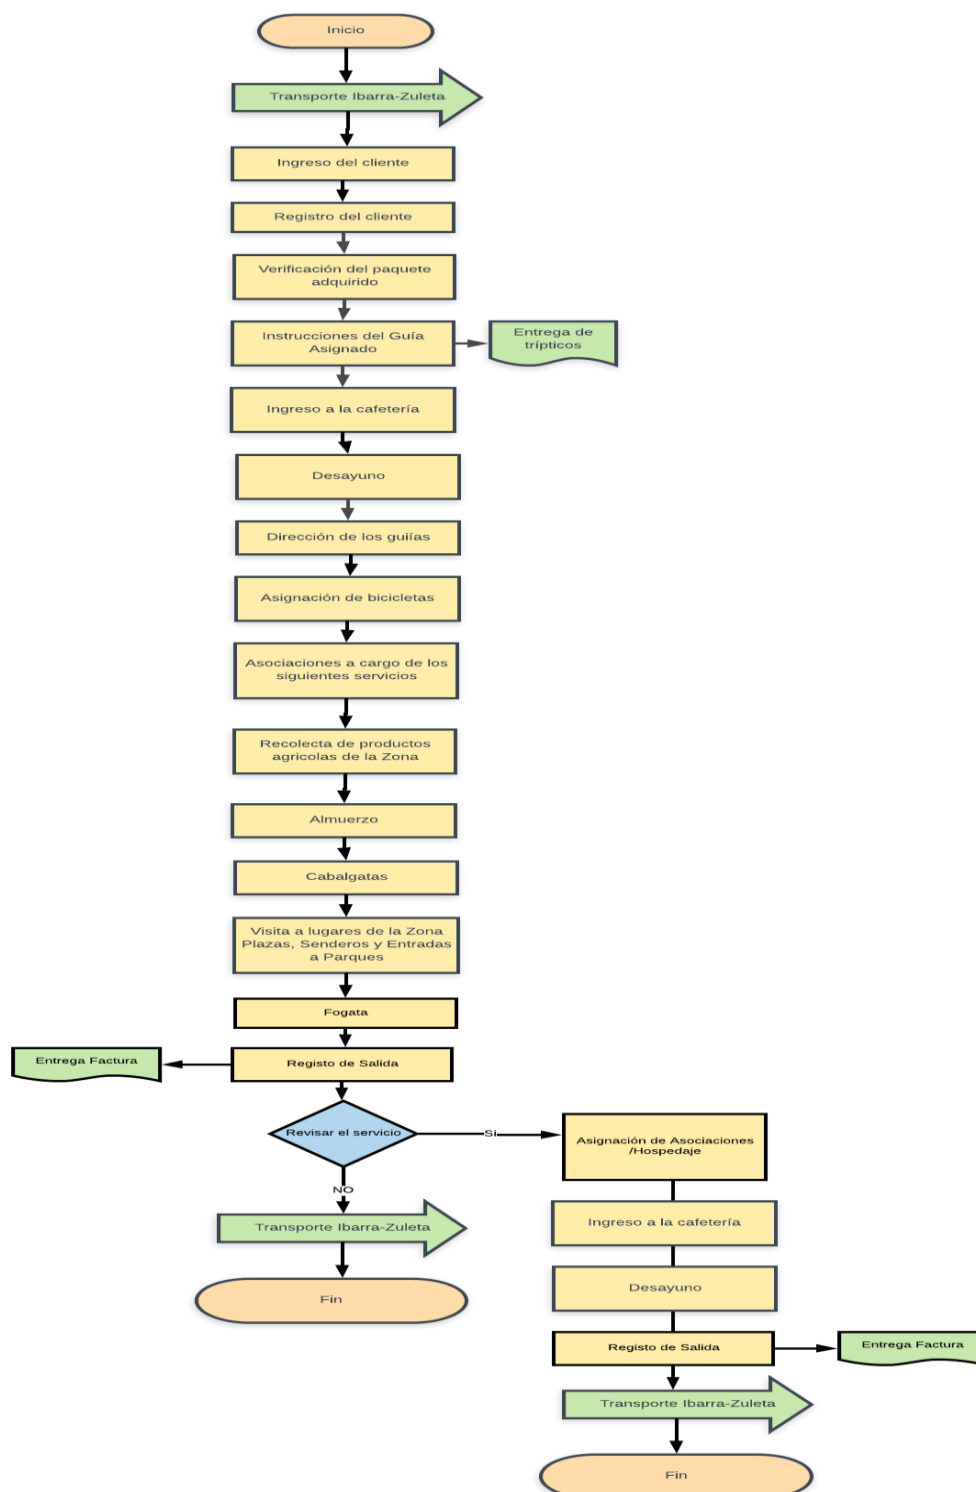 Inicio
Transporte Ibarra-Zuleta
Ingreso del cliente
Registro del cliente
Verificación del paquete
adquirido
Instrucciones del Guía
Asignado
Entrega de
trípticos
Ingreso a la cafetería
Desayuno
Dirección de los guiías
Asignación de bicicletas
Asociaciones a cargo de los
siguientes servicios
Recolecta de productos
agricolas de la Zona
Almuerzo
Cabalgatas
Visita a lugares de la Zona
Plazas, Senderos y Entradas
a Parques
Fogata
Entrega Factura
Registo de Salida
Revisar el servicio
Si
Asignación de Asociaciones
/Hospedaje
NO
Transporte Ibarra-Zuleta
Fin
Ingreso a la cafetería
Desayuno
Registo de Salida
Entrega Factura
Transporte Ibarra-Zuleta
Fin